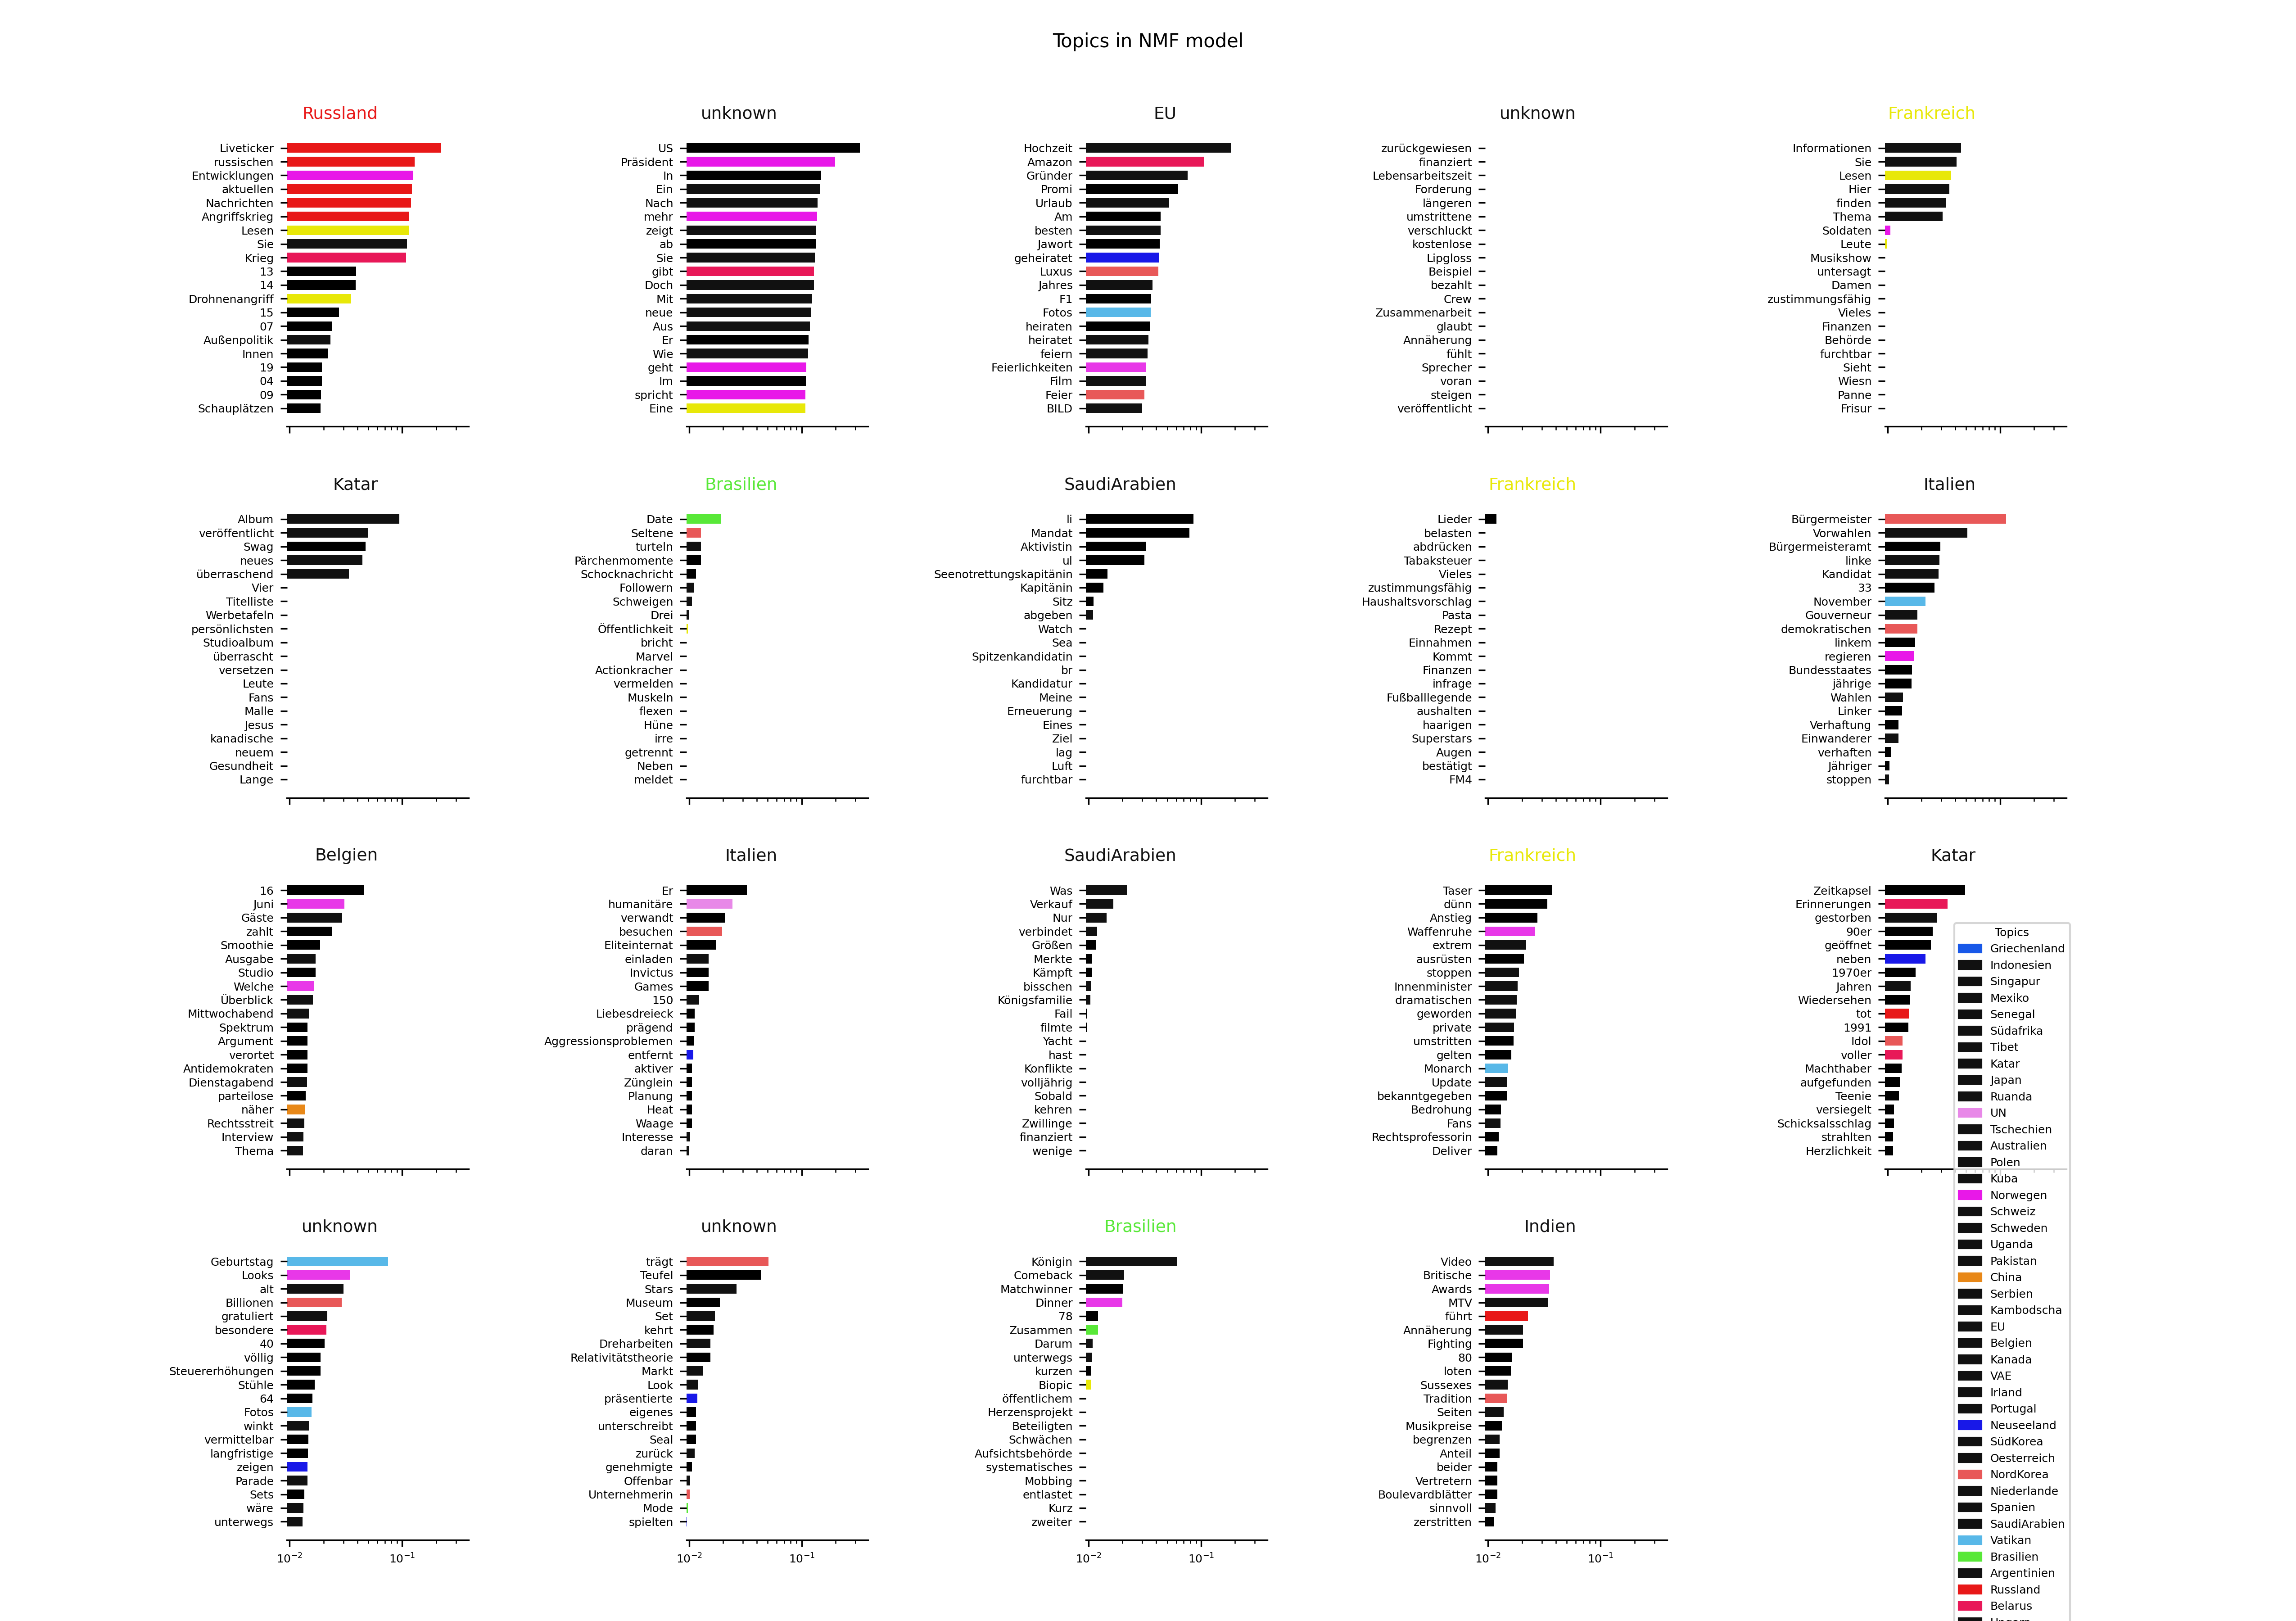 Topics in NMF model
Russland
Liveticker
russischen
Entwicklungen
aktuellen
Nachrichten
Angriffskrieg
Lesen
Sie
Krieg
13
14
Drohnenangriff
15
07
Außenpolitik
Innen
19
04
09
Schauplätzen
unknown
US
Präsident
In
Ein
Nach
mehr
zeigt
ab
Sie
gibt
Doch
Mit
neue
Aus
Er
Wie
geht
Im
spricht
Eine
EU
Hochzeit
Amazon
Gründer
Promi
Urlaub
Am
besten
Jawort
geheiratet
Luxus
Jahres
F1
Fotos
heiraten
heiratet
feiern
Feierlichkeiten
Film
Feier
BILD
unknown
zurückgewiesen
finanziert
Lebensarbeitszeit
Forderung
längeren
umstrittene
verschluckt
kostenlose
Lipgloss
Beispiel
bezahlt
Crew
Zusammenarbeit
glaubt
Annäherung
fühlt
Sprecher
voran
steigen
veröffentlicht
Frankreich
Informationen
Sie
Lesen
Hier
finden
Thema
Soldaten
Leute
Musikshow
untersagt
Damen
zustimmungsfähig
Vieles
Finanzen
Behörde
furchtbar
Sieht
Wiesn
Panne
Frisur
Katar
Album
veröffentlicht
Swag
neues
überraschend
Vier
Titelliste
Werbetafeln
persönlichsten
Studioalbum
überrascht
versetzen
Leute
Fans
Malle
Jesus
kanadische
neuem
Gesundheit
Lange
Brasilien
Date
Seltene
turteln
Pärchenmomente
Schocknachricht
Followern
Schweigen
Drei
Öffentlichkeit
bricht
Marvel
Actionkracher
vermelden
Muskeln
flexen
Hüne
irre
getrennt
Neben
meldet
SaudiArabien
li
Mandat
Aktivistin
ul
Seenotrettungskapitänin
Kapitänin
Sitz
abgeben
Watch
Sea
Spitzenkandidatin
br
Kandidatur
Meine
Erneuerung
Eines
Ziel
lag
Luft
furchtbar
Frankreich
Lieder
belasten
abdrücken
Tabaksteuer
Vieles
zustimmungsfähig
Haushaltsvorschlag
Pasta
Rezept
Einnahmen
Kommt
Finanzen
infrage
Fußballlegende
aushalten
haarigen
Superstars
Augen
bestätigt
FM4
Italien
Bürgermeister
Vorwahlen
Bürgermeisteramt
linke
Kandidat
33
November
Gouverneur
demokratischen
linkem
regieren
Bundesstaates
jährige
Wahlen
Linker
Verhaftung
Einwanderer
verhaften
Jähriger
stoppen
Belgien
16
Juni
Gäste
zahlt
Smoothie
Ausgabe
Studio
Welche
Überblick
Mittwochabend
Spektrum
Argument
verortet
Antidemokraten
Dienstagabend
parteilose
näher
Rechtsstreit
Interview
Thema
Italien
Er
humanitäre
verwandt
besuchen
Eliteinternat
einladen
Invictus
Games
150
Liebesdreieck
prägend
Aggressionsproblemen
entfernt
aktiver
Zünglein
Planung
Heat
Waage
Interesse
daran
SaudiArabien
Was
Verkauf
Nur
verbindet
Größen
Merkte
Kämpft
bisschen
Königsfamilie
Fail
filmte
Yacht
hast
Konflikte
volljährig
Sobald
kehren
Zwillinge
finanziert
wenige
Frankreich
Taser
dünn
Anstieg
Waffenruhe
extrem
ausrüsten
stoppen
Innenminister
dramatischen
geworden
private
umstritten
gelten
Monarch
Update
bekanntgegeben
Bedrohung
Fans
Rechtsprofessorin
Deliver
Katar
Zeitkapsel
Erinnerungen
gestorben
90er
geöffnet
neben
1970er
Jahren
Wiedersehen
tot
1991
Idol
voller
Machthaber
aufgefunden
Teenie
versiegelt
Schicksalsschlag
strahlten
Herzlichkeit
unknown
Geburtstag
Looks
alt
Billionen
gratuliert
besondere
40
völlig
Steuererhöhungen
Stühle
64
Fotos
winkt
vermittelbar
langfristige
zeigen
Parade
Sets
wäre
unterwegs
10⁻² 10⁻¹
unknown
trägt
Teufel
Stars
Museum
Set
kehrt
Dreharbeiten
Relativitätstheorie
Markt
Look
präsentierte
eigenes
unterschreibt
Seal
zurück
genehmigte
Offenbar
Unternehmerin
Mode
spielten
10⁻² 10⁻¹
Brasilien
Königin
Comeback
Matchwinner
Dinner
78
Zusammen
Darum
unterwegs
kurzen
Biopic
öffentlichem
Herzensprojekt
Beteiligten
Schwächen
Aufsichtsbehörde
systematisches
Mobbing
entlastet
Kurz
zweiter
10⁻² 10⁻¹
Indien
Video
Britische
Awards
MTV
führt
Annäherung
Fighting
80
loten
Sussexes
Tradition
Seiten
Musikpreise
begrenzen
Anteil
beider
Vertretern
Boulevardblätter
sinnvoll
zerstritten
10⁻² 10⁻¹
Topics
Griechenland
Indonesien
Singapur
Mexiko
Senegal
Südafrika
Tibet
Katar
Japan
Ruanda
UN
Tschechien
Australien
Polen
Kuba
Norwegen
Schweiz
Schweden
Uganda
Pakistan
China
Serbien
Kambodscha
EU
Belgien
Kanada
VAE
Irland
Portugal
Neuseeland
SüdKorea
Oesterreich
NordKorea
Niederlande
Spanien
SaudiArabien
Vatikan
Brasilien
Argentinien
Russland
Belarus